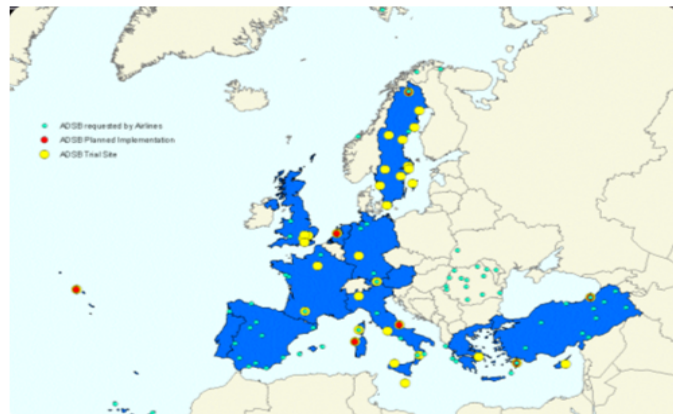 ADSB requested by Airlines
ADSB Planned Implementation
ADSB Trial Site